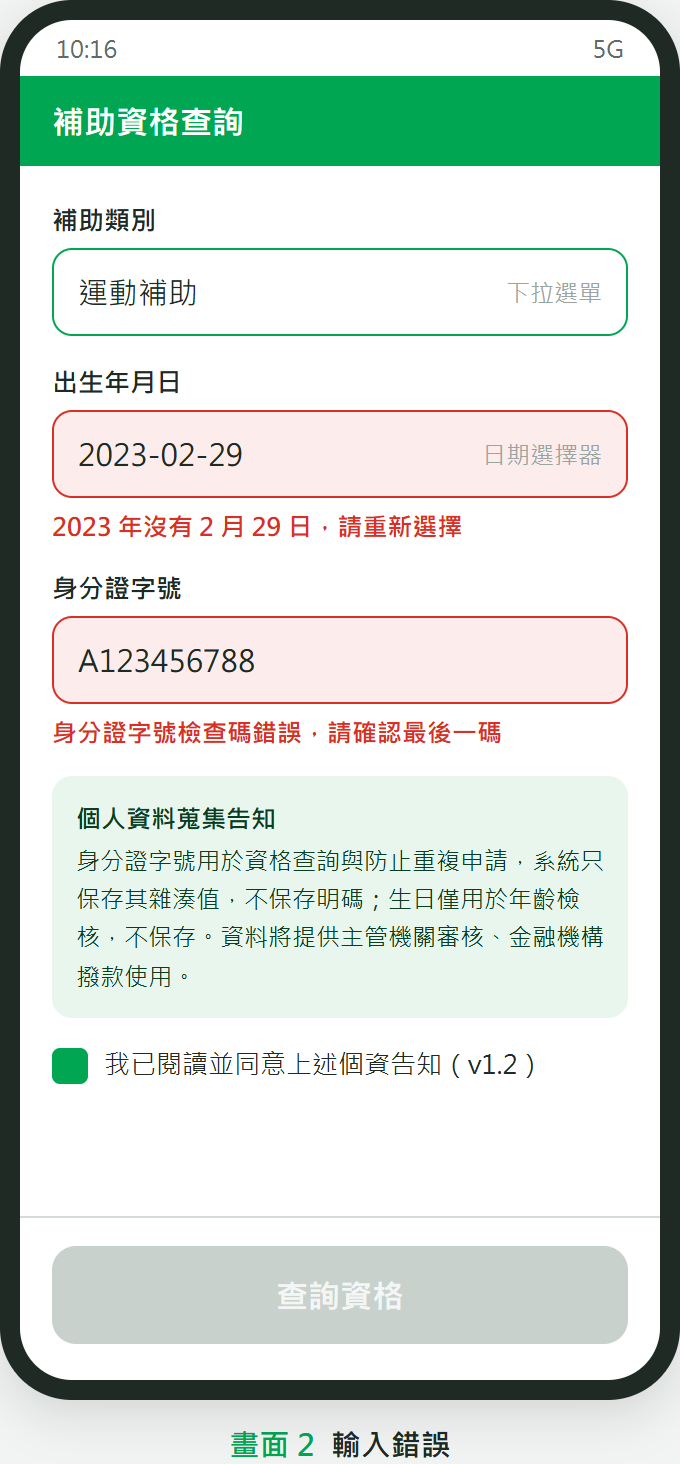 10:16 5G
補助資格查詢
補助類別
運動補助 下拉選單
出生年月日
2023-02-29 日期選擇器
2023 年沒有 2 月 29 日，請重新選擇
身分證字號
A123456788
身分證字號檢查碼錯誤，請確認最後一碼
個人資料蒐集告知
身分證字號用於資格查詢與防止重複申請，系統只
保存其雜湊值，不保存明碼；生日僅用於年齡檢
核，不保存。資料將提供主管機關審核、金融機構
撥款使用。
我已閱讀並同意上述個資告知（v1.2）
查詢資格
畫面 2 輸入錯誤